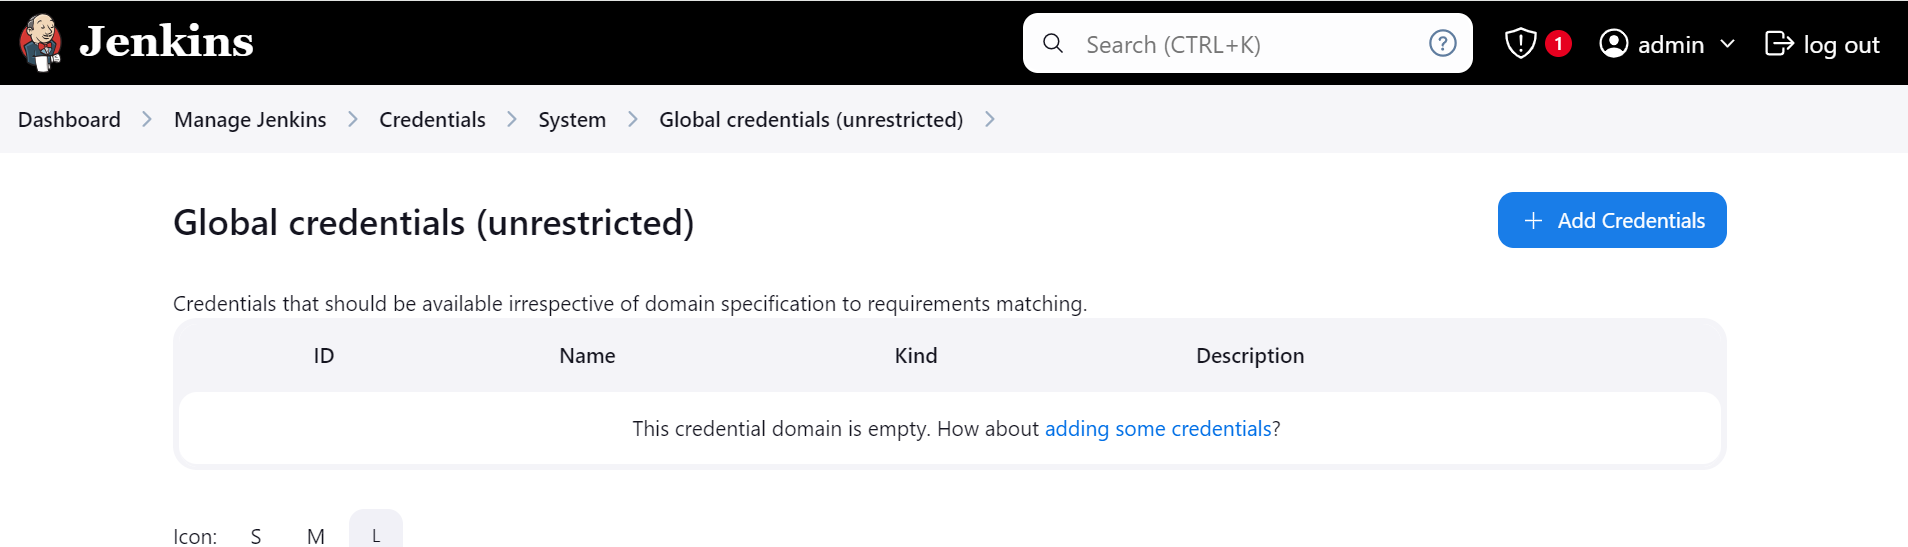 Jenkins
Search (CTRL+K)
?
1
admin
log out
Dashboard
Manage Jenkins
Credentials
System
Global credentials (unrestricted)
Global credentials (unrestricted)
+ Add Credentials
Credentials that should be available irrespective of domain specification to requirements matching.
ID Name Kind Description
This credential domain is empty. How about adding some credentials?
Icon: S M L